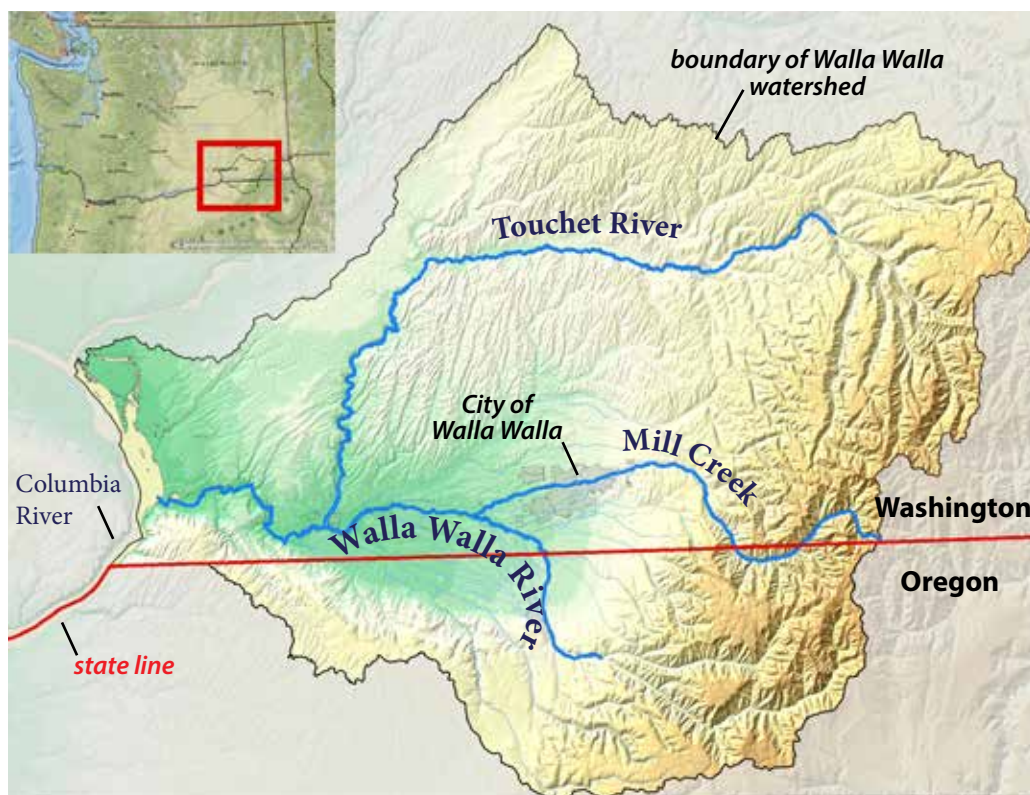 boundary of Walla Walla
watershed
Touchet River
City of
Walla Walla
Mill Creek
Columbia
River
Walla Walla River
Washington
Oregon
state line